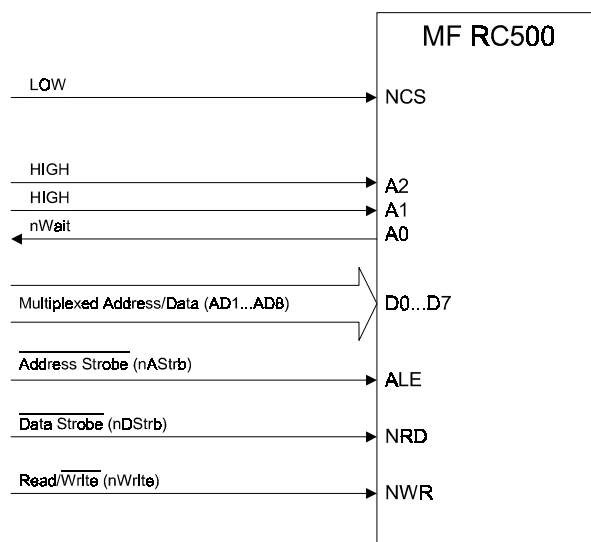 MF RC500
LOW
NCS
HIGH
A2
HIGH
A1
nWait
A0
Multiplexed Address/Data (AD1...AD8)
D0...D7
Address Strobe (nAStrb)
ALE
Data Strobe (nDStrb)
NRD
Read/Write (nWrite)
NWR